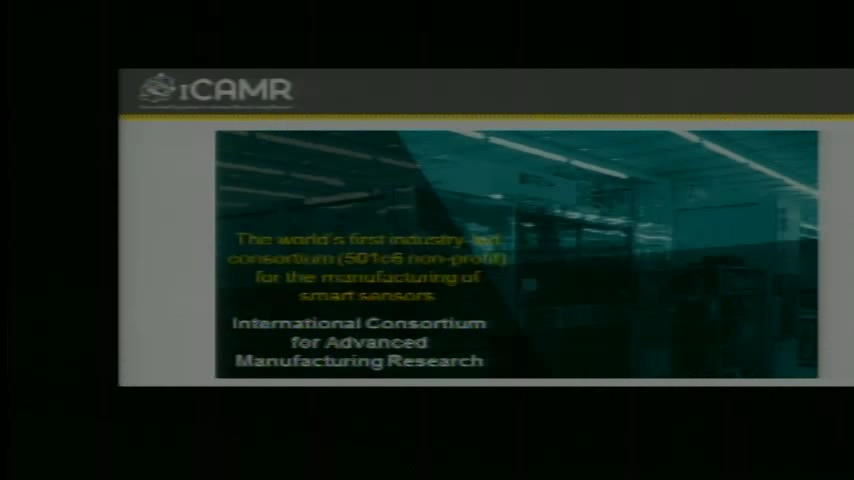 ICAMR
The world's first industry-led
consortium (501c6 non-profit)
for the manufacturing of
smart sensors
International Consortium
for Advanced
Manufacturing Research